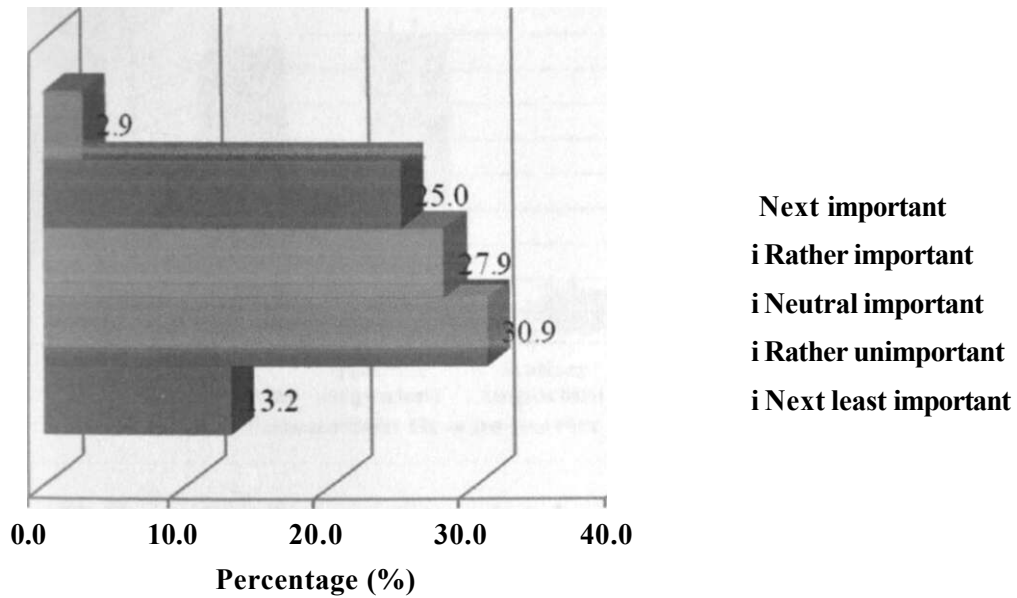 2.9
25.0
27.9
30.9
13.2
0.0 10.0 20.0 30.0 40.0
Percentage (%)
Next important
i Rather important
i Neutral important
i Rather unimportant
i Next least important